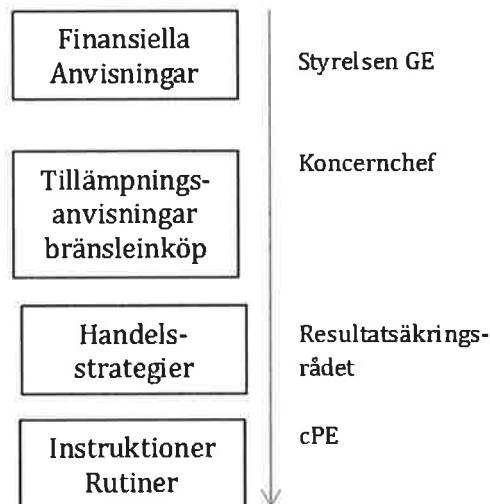 Finansiella
Anvisningar
Styrelsen GE
Koncernchef
Tillämpnings-
anvisningar
bränsleinköp
Handels-
strategier
Resultatsäkrings-
rådet
cPE
Instruktioner
Rutiner